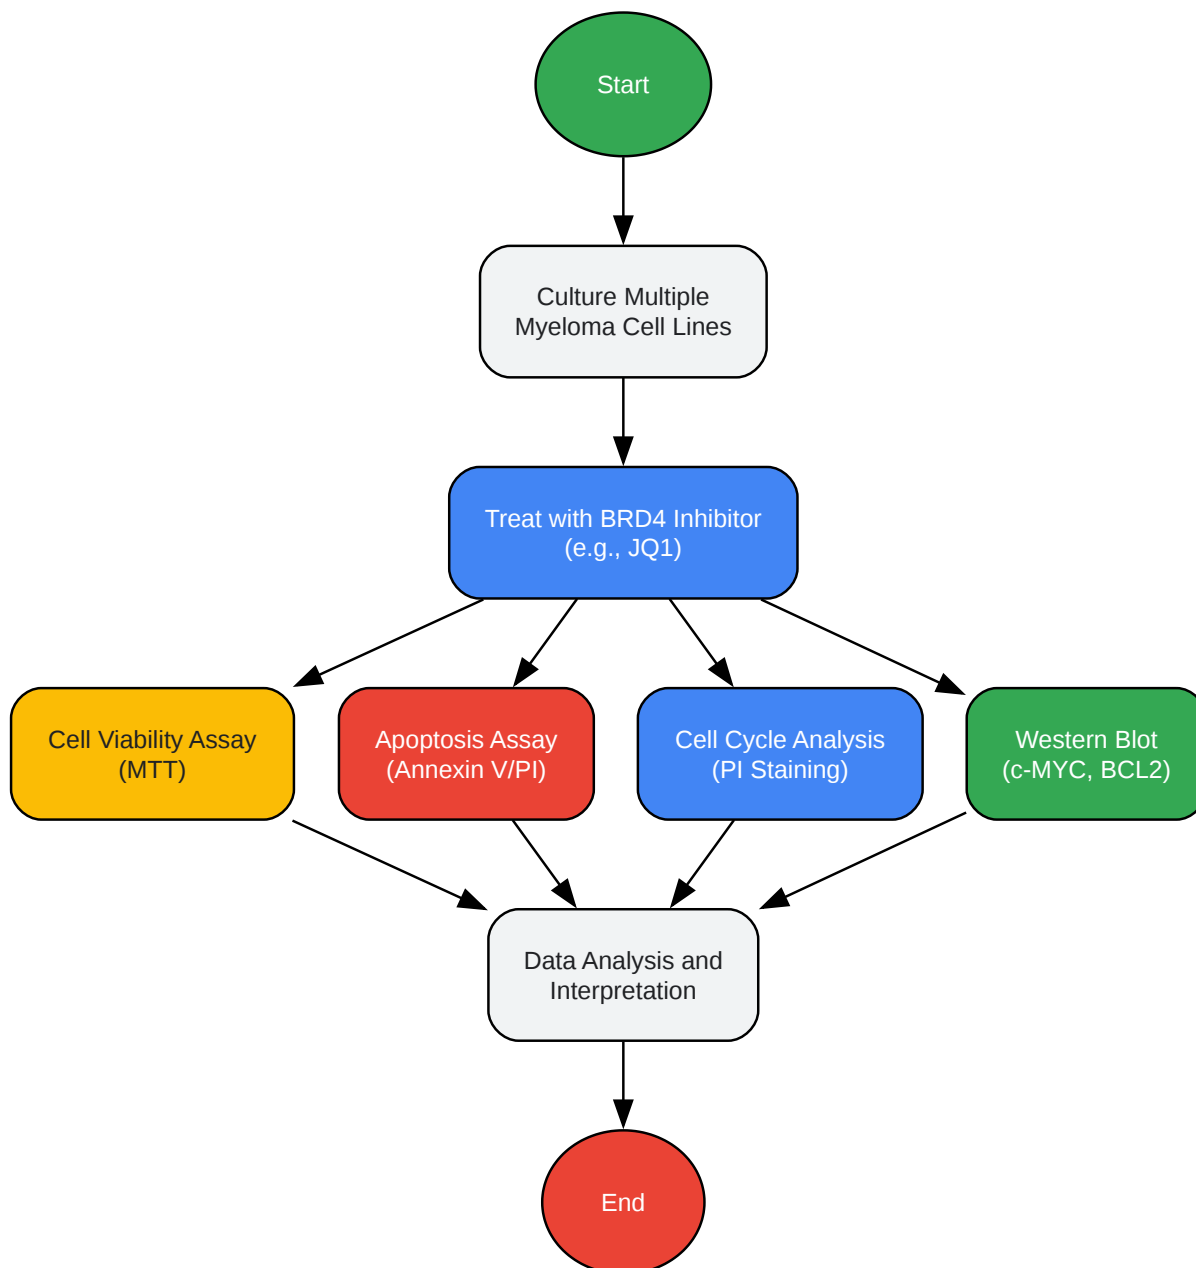 Start
Culture Multiple
Myeloma Cell Lines
Treat with BRD4 Inhibitor
(e.g., JQ1)
Cell Viability Assay
(MTT)
Apoptosis Assay
(Annexin V/PI)
Cell Cycle Analysis
(PI Staining)
Western Blot
(c-MYC, BCL2)
Data Analysis and
Interpretation
End